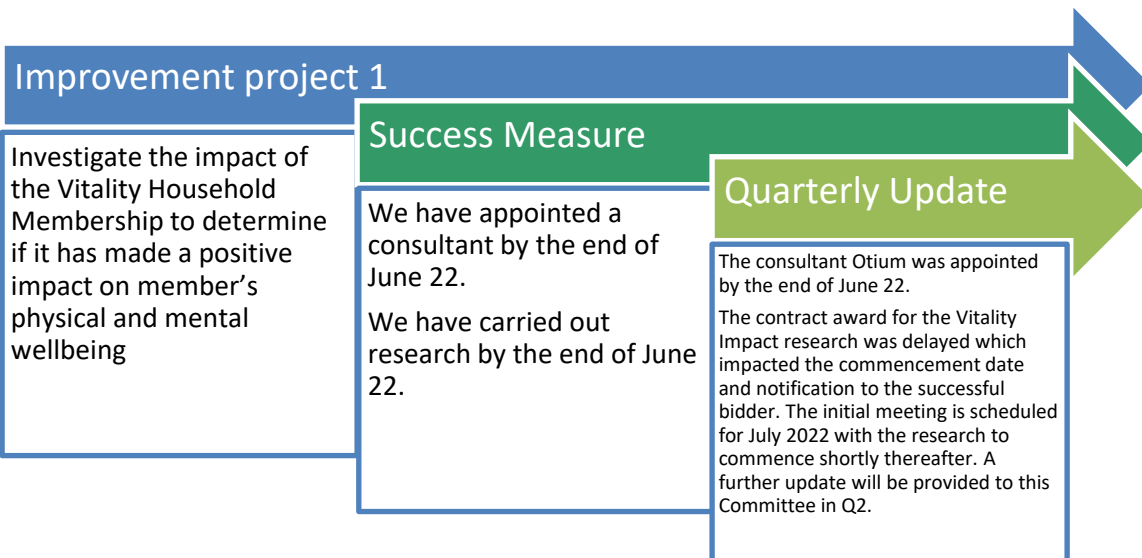 Improvement project 1
Investigate the impact of
the Vitality Household
Membership to determine
if it has made a positive
impact on member’s
physical and mental
wellbeing
Success Measure
We have appointed a
consultant by the end of
June 22.
We have carried out
research by the end of June
22.
Quarterly Update
The consultant Otium was appointed
by the end of June 22.
The contract award for the Vitality
Impact research was delayed which
impacted the commencement date
and notification to the successful
bidder. The initial meeting is scheduled
for July 2022 with the research to
commence shortly thereafter. A
further update will be provided to this
Committee in Q2.